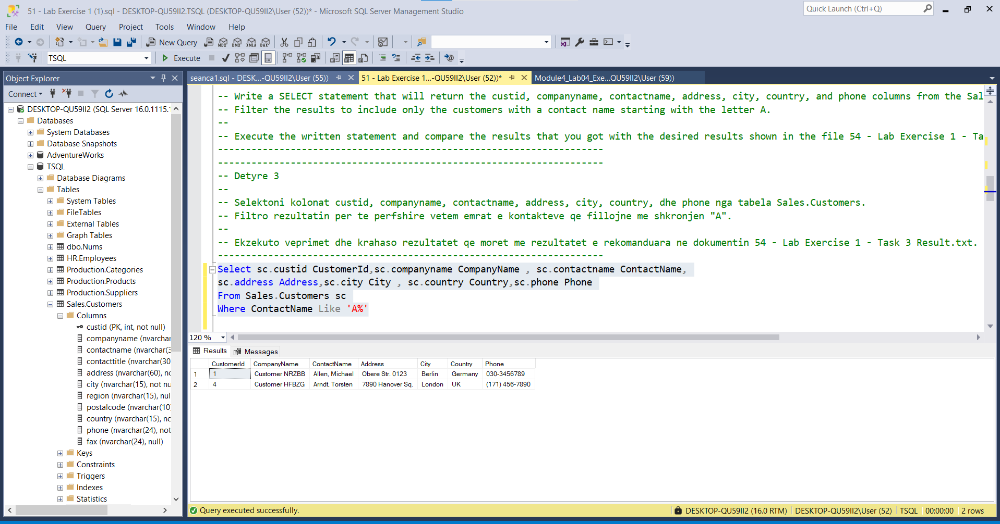 51 - Lab Exercise 1 (1).sql - DESKTOP-QU59II2.TSQL (DESKTOP-QU59II2\User (52))* - Microsoft SQL Server Management Studio
Quick Launch (Ctrl+Q)
File Edit View Query Project Tools Window Help
New Query MDX DMX XMLA DAX
TSQL Execute
Object Explorer
seanca1.sql - DESK...-QU59II2\User (55)) 51 - Lab Exercise 1...-QU59II2\User (52))* Module4_Lab04_Exe...QU59II2\User (59))
Connect
DESKTOP-QU59II2 (SQL Server 16.0.1115.1
Databases
System Databases
Database Snapshots
AdventureWorks
TSQL
Database Diagrams
Tables
System Tables
FileTables
External Tables
Graph Tables
dbo.Nums
HR.Employees
Production.Categories
Production.Products
Production.Suppliers
Sales.Customers
Columns
custid (PK, int, not null)
companyname (nvarchar
contactname (nvarchar(3
contacttitle (nvarchar(30
address (nvarchar(60), no
city (nvarchar(15), not nu
region (nvarchar(15), nul
postalcode (nvarchar(10)
country (nvarchar(15), no
phone (nvarchar(24), not
fax (nvarchar(24), null)
Keys
Constraints
Triggers
Indexes
Statistics
-- Write a SELECT statement that will return the custid, companyname, contactname, address, city, country, and phone columns from the Sal
-- Filter the results to include only the customers with a contact name starting with the letter A.
--
-- Execute the written statement and compare the results that you got with the desired results shown in the file 54 - Lab Exercise 1 - Ta
---------------------------------------------------------------------
---------------------------------------------------------------------
-- Detyre 3
--
-- Selektoni kolonat custid, companyname, contactname, address, city, country, dhe phone nga tabela Sales.Customers.
-- Filtro rezultatin per te perfshire vetem emrat e kontakteve qe fillojne me shkronjen "A".
--
-- Ekzekuto veprimet dhe krahaso rezultatet qe moret me rezultatet e rekomanduara ne dokumentin 54 - Lab Exercise 1 - Task 3 Result.txt.
---------------------------------------------------------------------
Select sc.custid CustomerId,sc.companyname CompanyName , sc.contactname ContactName,
sc.address Address,sc.city City , sc.country Country,sc.phone Phone
From Sales.Customers sc
Where ContactName Like 'A%'
120 %
Results Messages
CustomerId CompanyName ContactName Address City Country Phone
1 1 Customer NRZBB Allen, Michael Obere Str. 0123 Berlin Germany 030-3456789
2 4 Customer HFBZG Arndt, Torsten 7890 Hanover Sq. London UK (171) 456-7890
Query executed successfully. DESKTOP-QU59II2 (16.0 RTM) DESKTOP-QU59II2\User (52) TSQL 00:00:00 2 rows